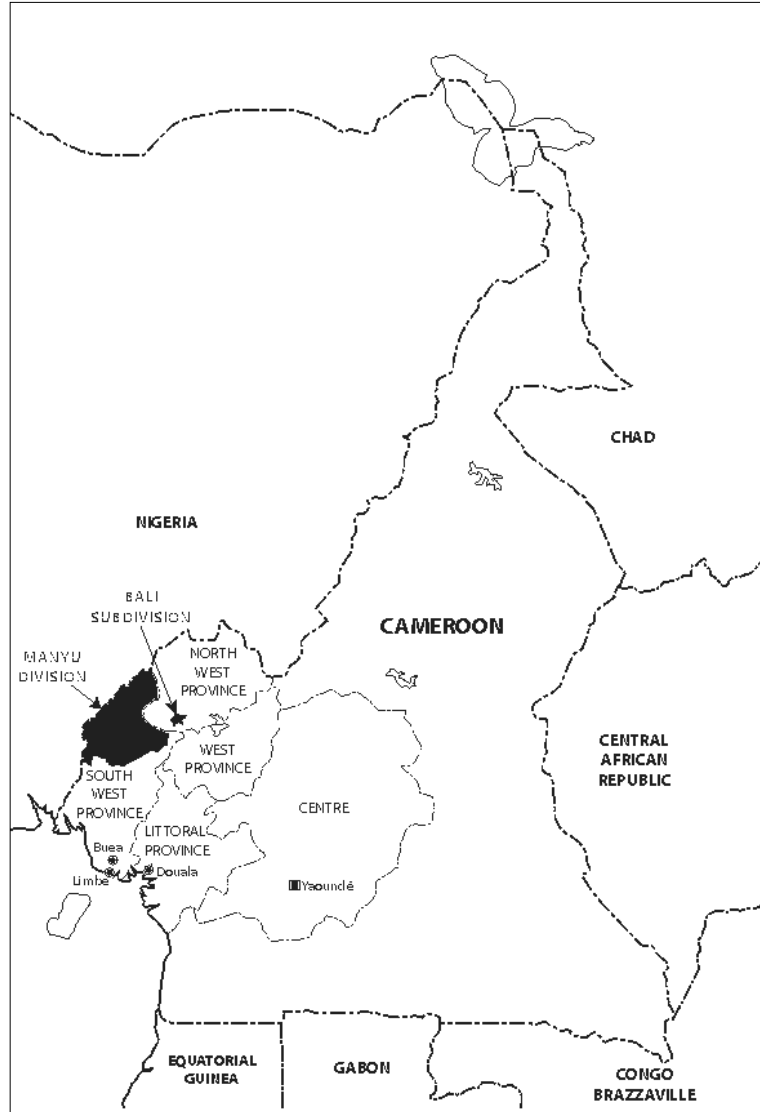 CHAD
NIGERIA
BALI
SUBDIVISION
CAMEROON
NORTH
WEST
PROVINCE
MANYU
DIVISION
WEST
PROVINCE
CENTRAL
AFRICAN
REPUBLIC
SOUTH
WEST
PROVINCE
CENTRE
LITTORAL
PROVINCE
Buea
Limbe
Douala
Yaoundé
EQUATORIAL
GUINEA
GABON
CONGO
BRAZZAVILLE